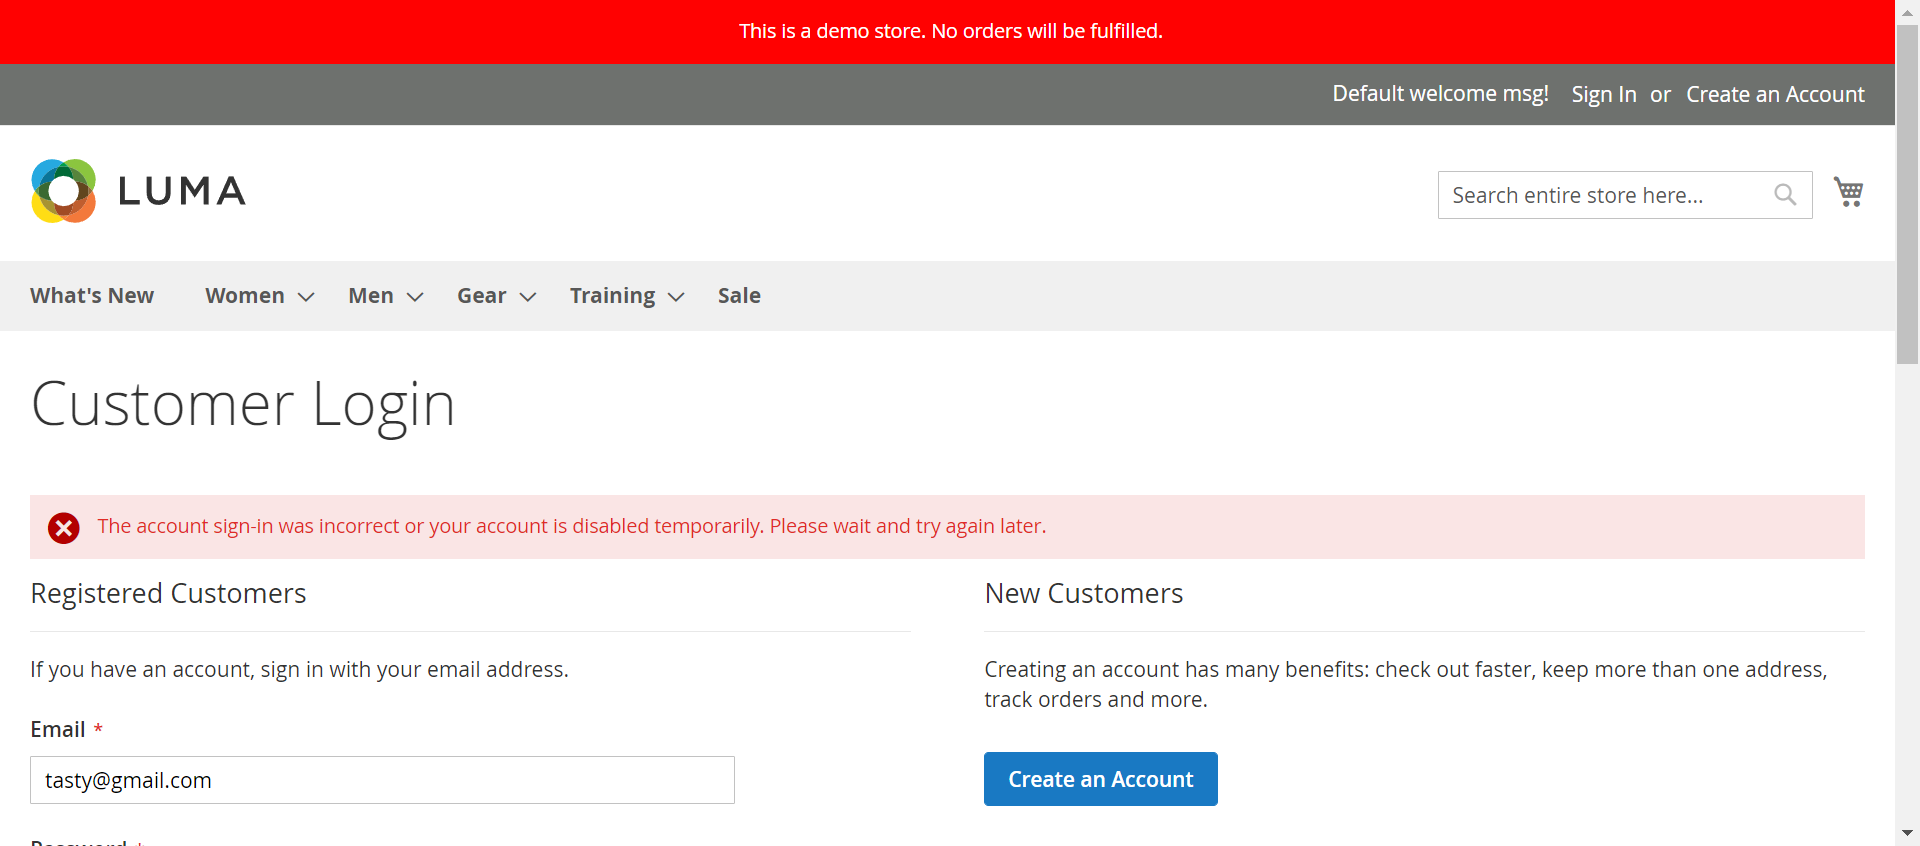 This is a demo store. No orders will be fulfilled.
Default welcome msg! Sign In or Create an Account
LUMA
Search entire store here...
What's New Women Men Gear Training Sale
Customer Login
The account sign-in was incorrect or your account is disabled temporarily. Please wait and try again later.
Registered Customers
If you have an account, sign in with your email address.
Email *
tasty@gmail.com
Password *
New Customers
Creating an account has many benefits: check out faster, keep more than one address,
track orders and more.
Create an Account